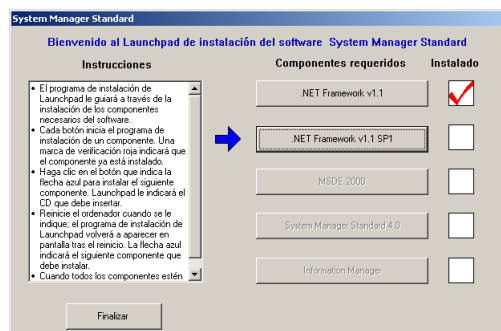 System Manager Standard
Bienvenido al Launchpad de instalación del software System Manager Standard
Instrucciones
Componentes requeridos
Instalado
• El programa de instalación de
Launchpad le guiará a través de la
instalación de los componentes
necesarios del software.
• Cada botón inicia el programa de
instalación de un componente. Una
marca de verificación roja indicará que
el componente ya está instalado.
• Haga clic en el botón que indica la
flecha azul para instalar el siguiente
componente. Launchpad le indicará el
CD que debe insertar.
• Reinicie el ordenador cuando se le
indique; el programa de instalación de
Launchpad volverá a aparecer en
pantalla tras el reinicio. La flecha azul
indicará el siguiente componente que
debe instalar.
• Cuando todos los componentes estén
.NET Framework v1.1
.NET Framework v1.1 SP1
MSDE 2000
System Manager Standard 4.0
Information Manager
Finalizar